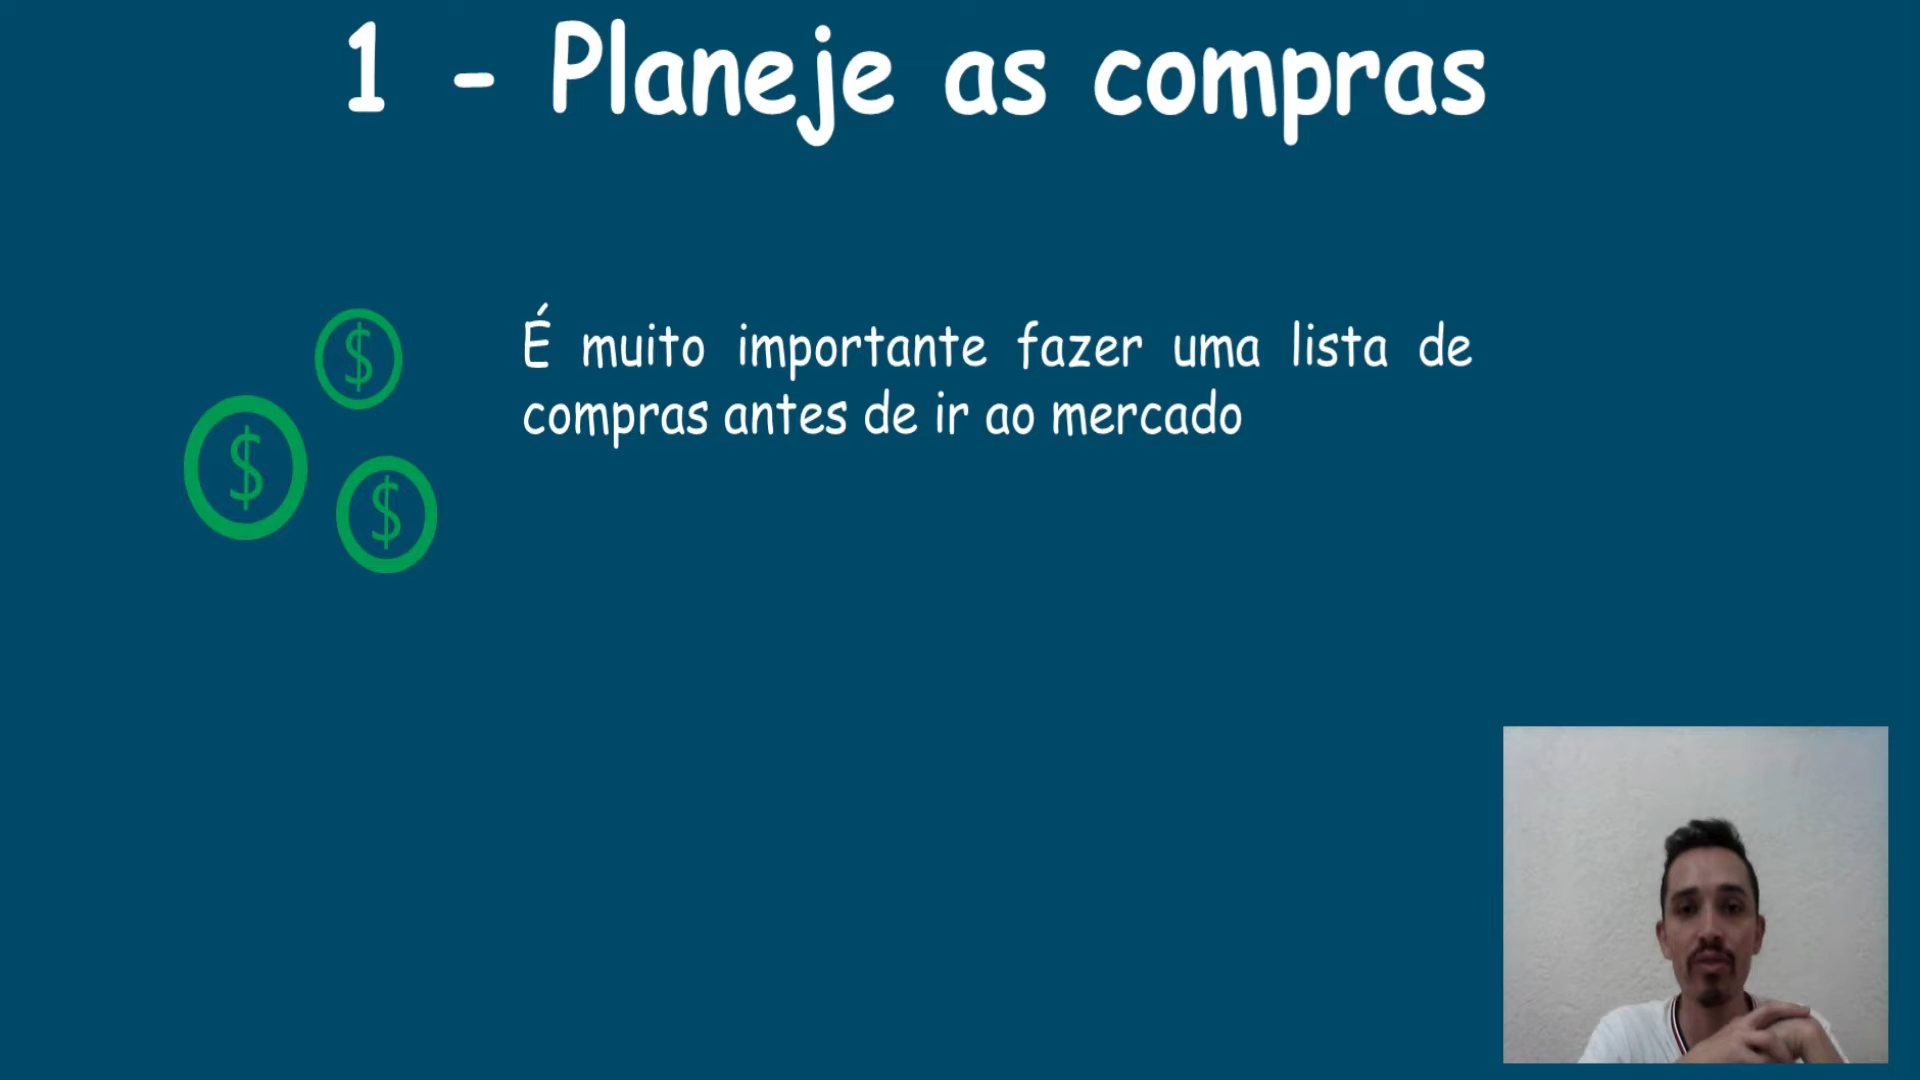 1 - Planeje as compras
$
É muito importante fazer uma lista de
compras antes de ir ao mercado
$
$